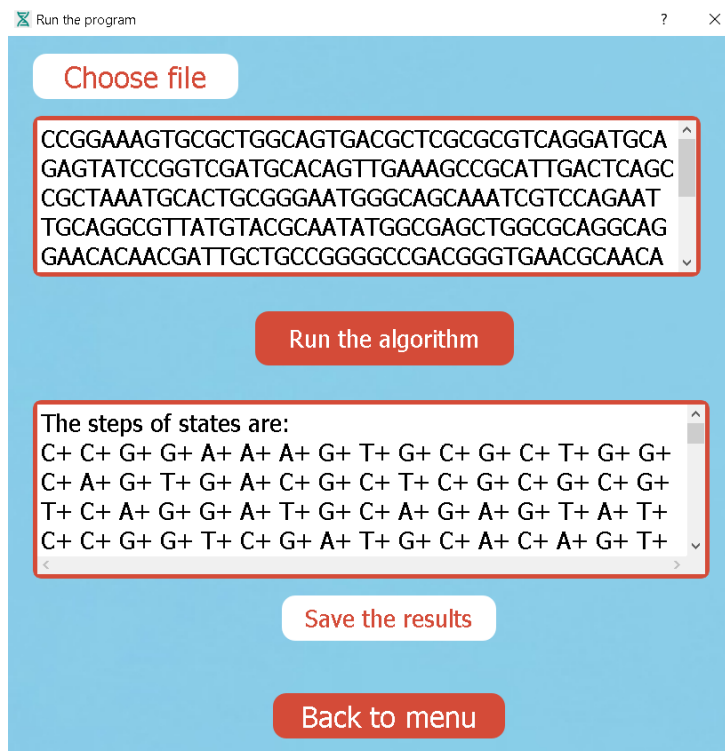 Run the program
?
Choose file
CCGGAAAGTGCGCTGGCAGTGACGCTCGCGCGTCAGGATGCA
GAGTATCCGGTCGATGCACAGTTGAAAGCCGCATTGACTCAGC
CGCTAAATGCACTGCGGGAATGGGCAGCAAATCGTCCAGAAT
TGCAGGCGTTATGTACGCAATATGGCGAGCTGGCGCAGGCAG
GAACACAACGATTGCTGCCGGGGCCGACGGGTGAACGCAACA
Run the algorithm
The steps of states are:
C+ C+ G+ G+ A+ A+ A+ G+ T+ G+ C+ G+ C+ T+ G+ G+
C+ A+ G+ T+ G+ A+ C+ G+ C+ T+ C+ G+ C+ G+ C+ G+
T+ C+ A+ G+ G+ A+ T+ G+ C+ A+ G+ A+ G+ T+ A+ T+
C+ C+ G+ G+ T+ C+ G+ A+ T+ G+ C+ A+ C+ A+ G+ T+
Save the results
Back to menu